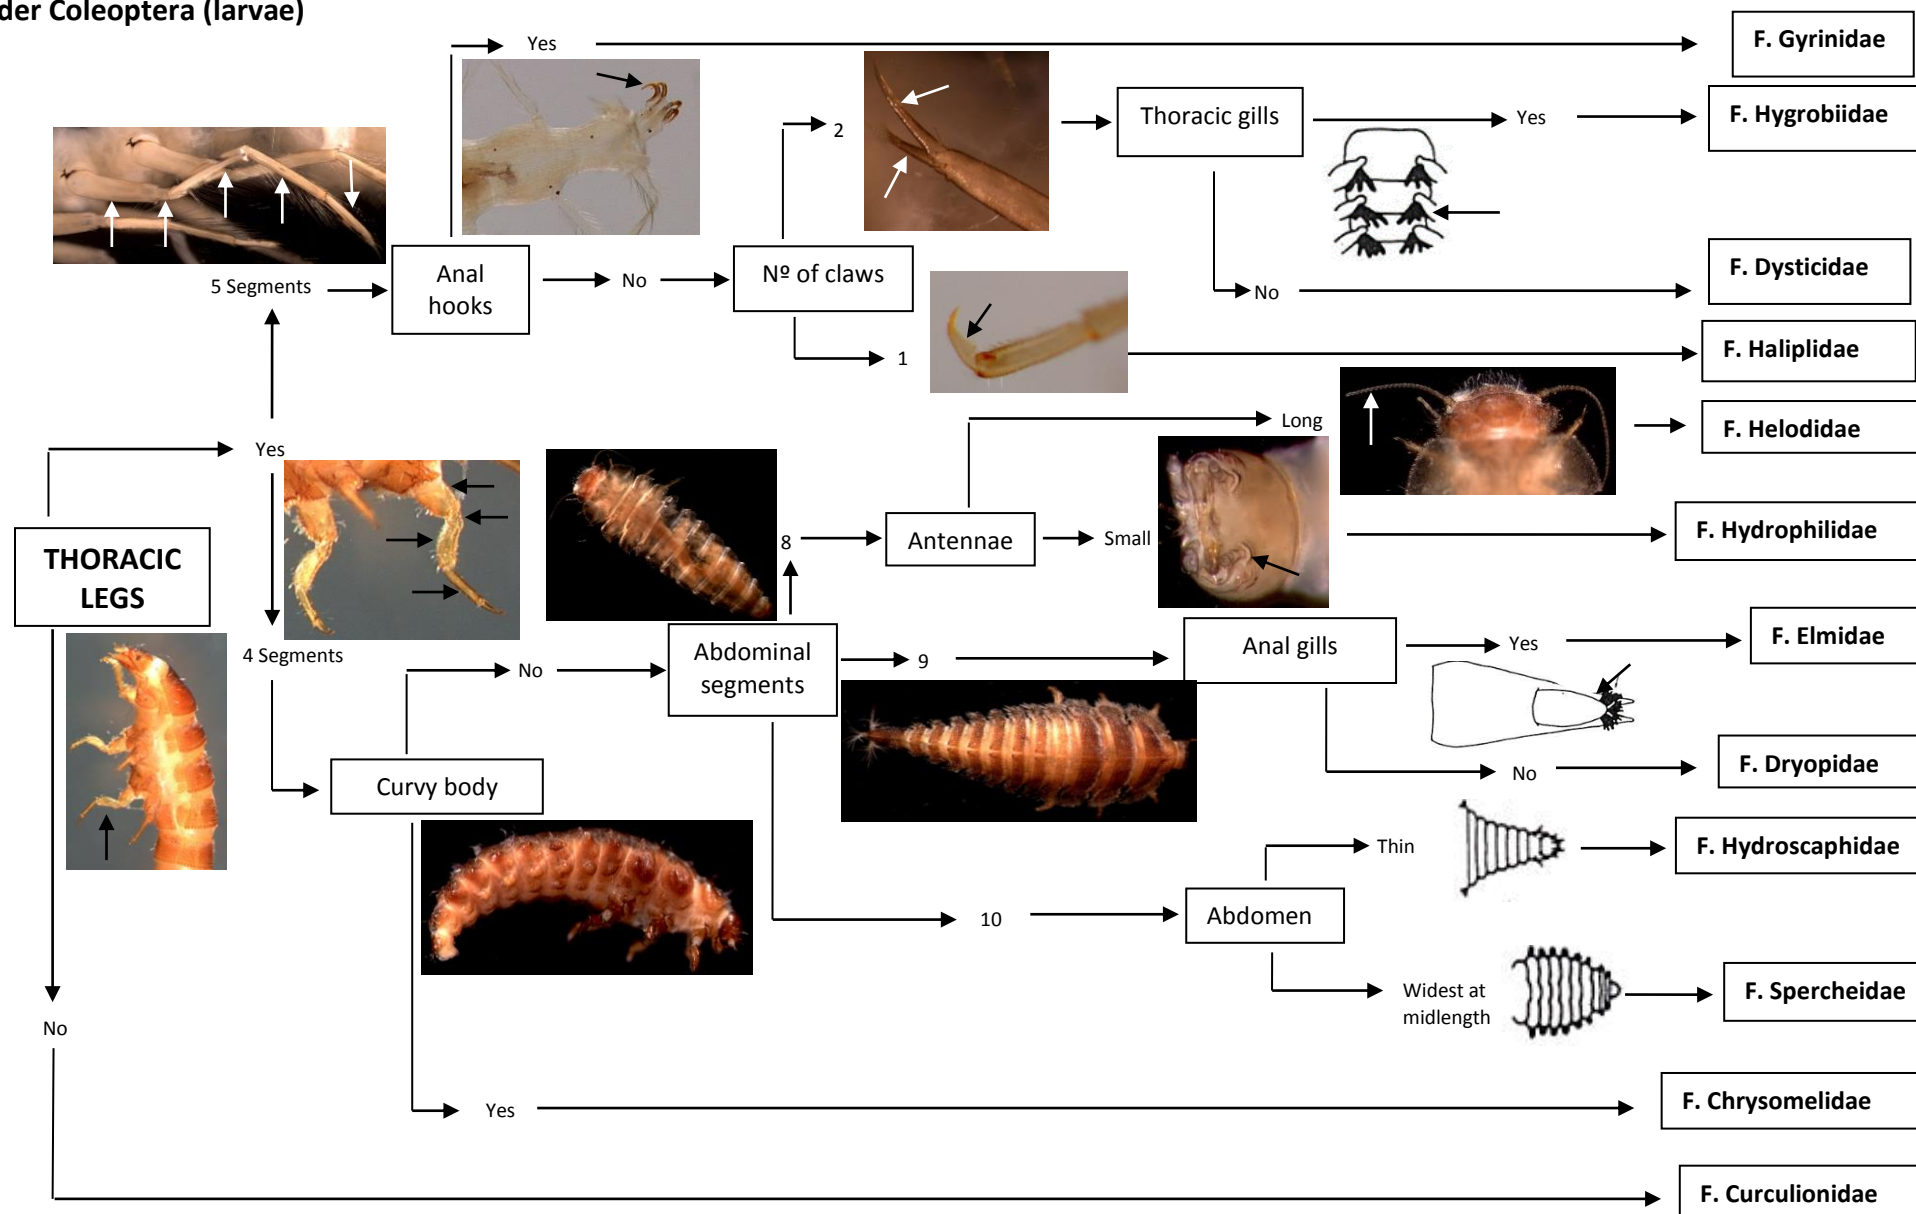 der Coleoptera (larvae)
Yes
F. Gyrinidae
2
Thoracic gills
Yes
F. Hygrobiidae
5 Segments
Anal
hooks
No
Nº of claws
No
F. Dysticidae
1
F. Haliplidae
Yes
Long
F. Helodidae
THORACIC
LEGS
8
Antennae
Small
F. Hydrophilidae
4 Segments
No
Abdominal
segments
9
Anal gills
Yes
F. Elmidae
Curvy body
No
F. Dryopidae
Thin
F. Hydroscaphidae
10
Abdomen
Widest at
midlength
F. Spercheidae
No
Yes
F. Chrysomelidae
F. Curculionidae